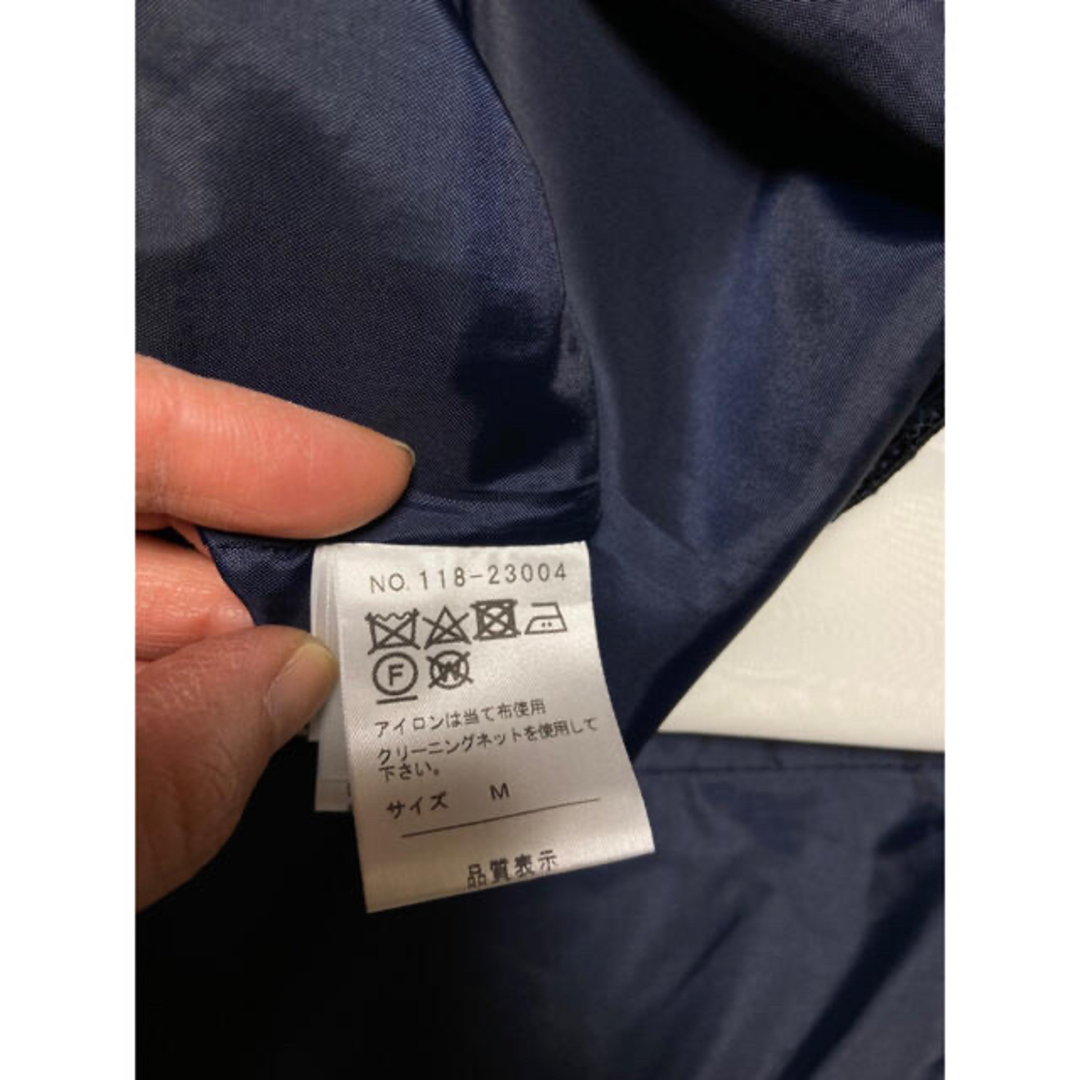 NO.118-23004
F W
アイロンは当て布使用
クリーニングネットを使用して
下さい。
サイズ M
品質表示